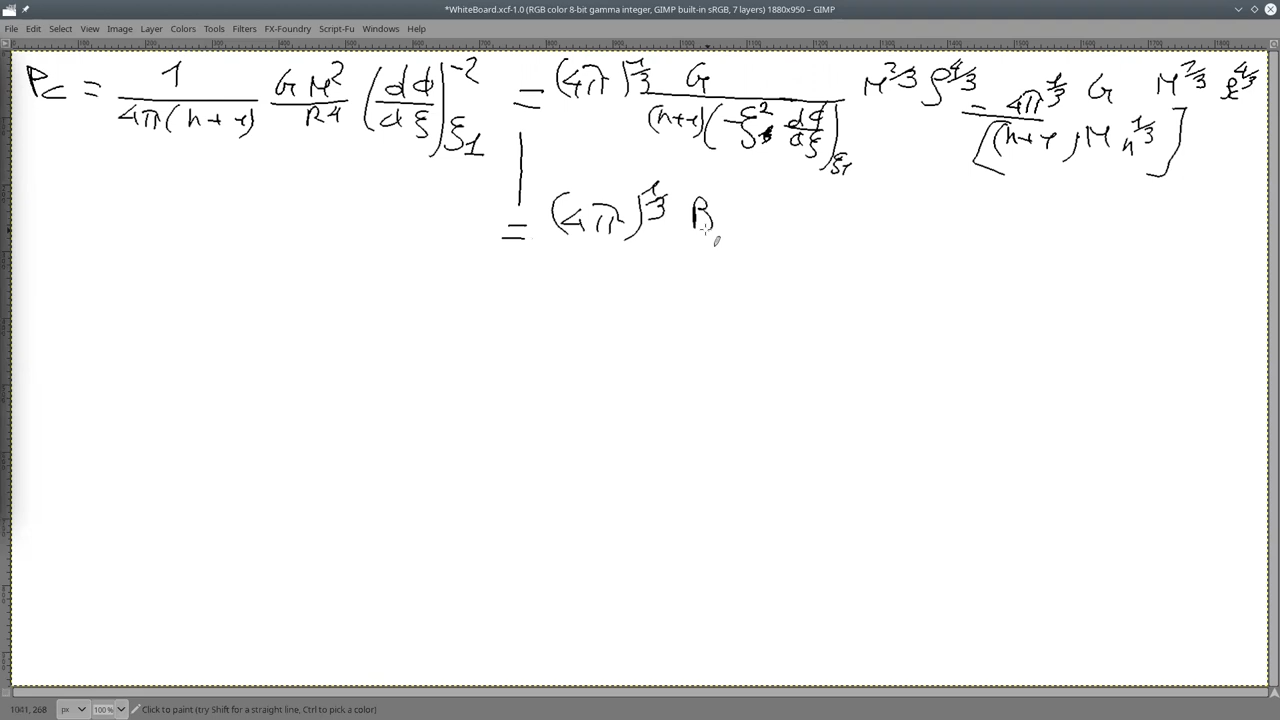 *WhiteBoard.xcf-1.0 (RGB color 8-bit gamma integer, GIMP built-in sRGB, 7 layers) 1880x950 – GIMP
File Edit Select View Image Layer Colors Tools Filters FX-Foundry Script-Fu Windows Help
P_c = 1/(4π(n+1)) GM²/R⁴ (dϕ/dξ)^-2|ξ1 = (4π)^1/3 G/((n+1)(-ξ² dϕ/dξ)ξ1) M^2/3 ρ^4/3 = 4π^1/3 G/[(n+1) M_n^1/3] M^2/3 ρ^4/3
= (4π)^1/3 B
1041, 268 px 100% Click to paint (try Shift for a straight line, Ctrl to pick a color)